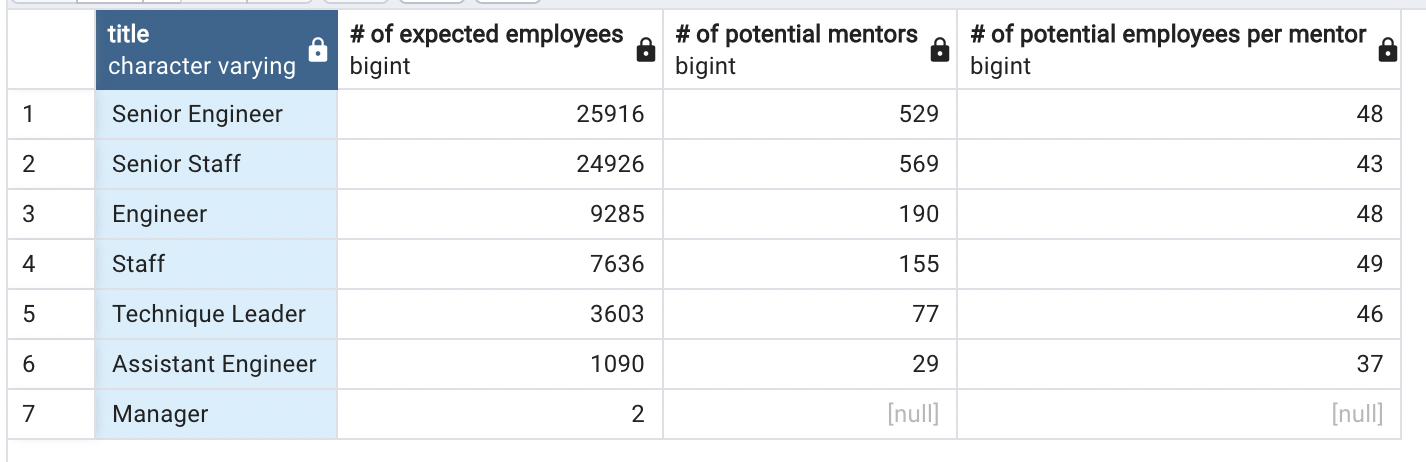 title # of expected employees # of potential mentors # of potential employees per mentor
character varying bigint bigint bigint
1 Senior Engineer 25916 529 48
2 Senior Staff 24926 569 43
3 Engineer 9285 190 48
4 Staff 7636 155 49
5 Technique Leader 3603 77 46
6 Assistant Engineer 1090 29 37
7 Manager 2 [null] [null]